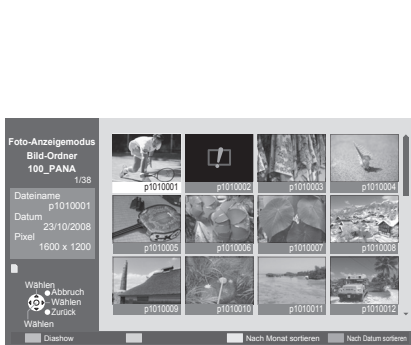 Foto-Anzeigemodus
Bild-Ordner
100_PANA
1/38
Dateiname
p1010001
Datum
23/10/2008
Pixel
1600 x 1200
Wählen
Abbruch
Wählen
Zurück
Wählen
p1010001 p1010002 p1010003 p1010004
p1010005 p1010006 p1010007 p1010008
p1010009 p1010010 p1010011 p1010012
Diashow Nach Monat sortieren Nach Datum sortieren